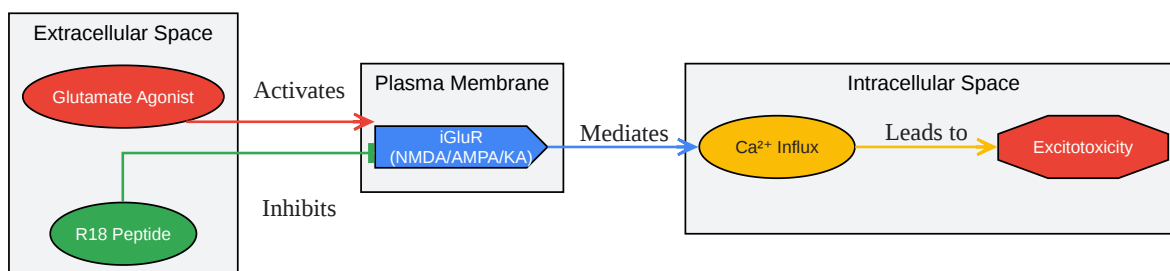 Extracellular Space
Glutamate Agonist
R18 Peptide
Activates
Inhibits
Plasma Membrane
iGluR
(NMDA/AMPA/KA)
Mediates
Intracellular Space
Ca²⁺ Influx
Leads to
Excitotoxicity